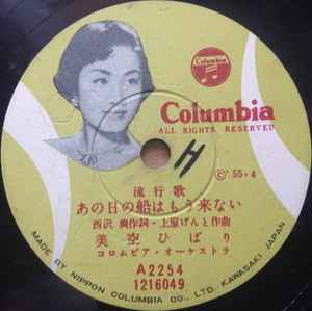 Columbia
Columbia
ALL RIGHTS RESERVED
H
Ⓒ'55•4
流行歌
あの日の船はもう来ない
西沢 爽作詞・上原げんと作曲
美空ひばり
コロムビア・オーケストラ
A2254
1216049
MADE BY NIPPON COLUMBIA CO., LTD. KAWASAKI JAPAN